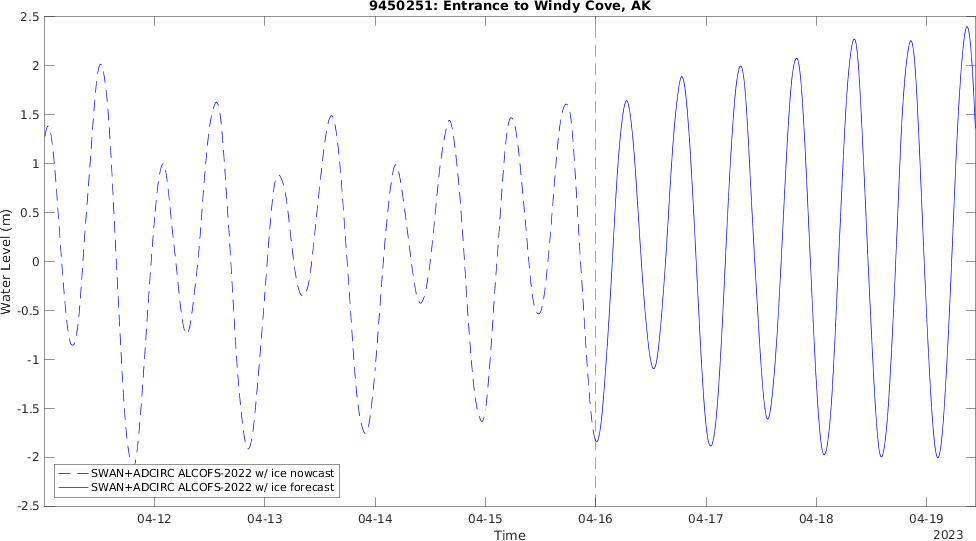 9450251: Entrance to Windy Cove, AK
2.5
2
1.5
1
0.5
0
-0.5
-1
-1.5
-2
-2.5
Water Level (m)
SWAN+ADCIRC ALCOFS-2022 w/ ice nowcast
SWAN+ADCIRC ALCOFS-2022 w/ ice forecast
04-12 04-13 04-14 04-15 04-16 04-17 04-18 04-19
Time
2023